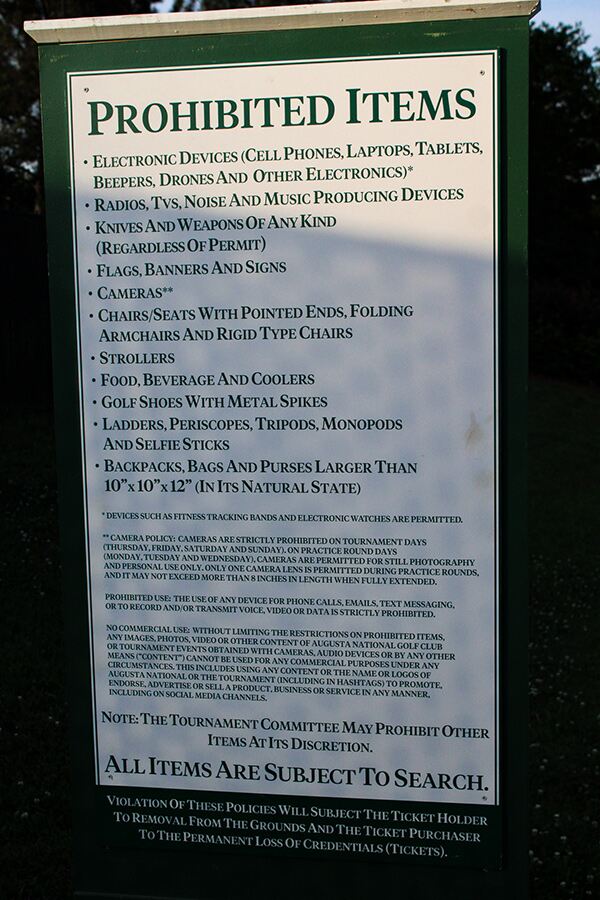 PROHIBITED ITEMS
• ELECTRONIC DEVICES (CELL PHONES, LAPTOPS, TABLETS,
BEEPERS, DRONES AND OTHER ELECTRONICS)*
• RADIOS, TVS, NOISE AND MUSIC PRODUCING DEVICES
• KNIVES AND WEAPONS OF ANY KIND
(REGARDLESS OF PERMIT)
• FLAGS, BANNERS AND SIGNS
• CAMERAS**
• CHAIRS/SEATS WITH POINTED ENDS, FOLDING
ARMCHAIRS AND RIGID TYPE CHAIRS
• STROLLERS
• FOOD, BEVERAGE AND COOLERS
• GOLF SHOES WITH METAL SPIKES
• LADDERS, PERISCOPES, TRIPODS, MONOPODS
AND SELFIE STICKS
• BACKPACKS, BAGS AND PURSES LARGER THAN
10”X10”X12” (IN ITS NATURAL STATE)
* DEVICES SUCH AS FITNESS TRACKING BANDS AND ELECTRONIC WATCHES ARE PERMITTED.
** CAMERA POLICY: CAMERAS ARE STRICTLY PROHIBITED ON TOURNAMENT DAYS
(THURSDAY, FRIDAY, SATURDAY AND SUNDAY). ON PRACTICE ROUND DAYS
(MONDAY, TUESDAY AND WEDNESDAY), CAMERAS ARE PERMITTED FOR STILL PHOTOGRAPHY
AND PERSONAL USE ONLY. ONLY ONE CAMERA LENS IS PERMITTED DURING PRACTICE ROUNDS,
AND IT MAY NOT EXCEED MORE THAN 8 INCHES IN LENGTH WHEN FULLY EXTENDED.
PROHIBITED USE: THE USE OF ANY DEVICE FOR PHONE CALLS, EMAILS, TEXT MESSAGING,
OR TO RECORD AND/OR TRANSMIT VOICE, VIDEO OR DATA IS STRICTLY PROHIBITED.
NO COMMERCIAL USE: WITHOUT LIMITING THE RESTRICTIONS ON PROHIBITED ITEMS,
ANY IMAGES, PHOTOS, VIDEO OR OTHER CONTENT OF AUGUSTA NATIONAL GOLF CLUB
OR TOURNAMENT EVENTS OBTAINED WITH CAMERAS, AUDIO DEVICES OR BY ANY OTHER
MEANS (“CONTENT”) CANNOT BE USED FOR ANY COMMERCIAL PURPOSES UNDER ANY
CIRCUMSTANCES. THIS INCLUDES USING ANY CONTENT OR THE NAME OR LOGOS OF
AUGUSTA NATIONAL OR THE TOURNAMENT (INCLUDING IN HASHTAGS) TO PROMOTE,
ENDORSE, ADVERTISE OR SELL A PRODUCT, BUSINESS OR SERVICE IN ANY MANNER,
INCLUDING ON SOCIAL MEDIA CHANNELS.
NOTE: THE TOURNAMENT COMMITTEE MAY PROHIBIT OTHER
ITEMS AT ITS DISCRETION.
ALL ITEMS ARE SUBJECT TO SEARCH.
VIOLATION OF THESE POLICIES WILL SUBJECT THE TICKET HOLDER
TO REMOVAL FROM THE GROUNDS AND THE TICKET PURCHASER
TO THE PERMANENT LOSS OF CREDENTIALS (TICKETS).